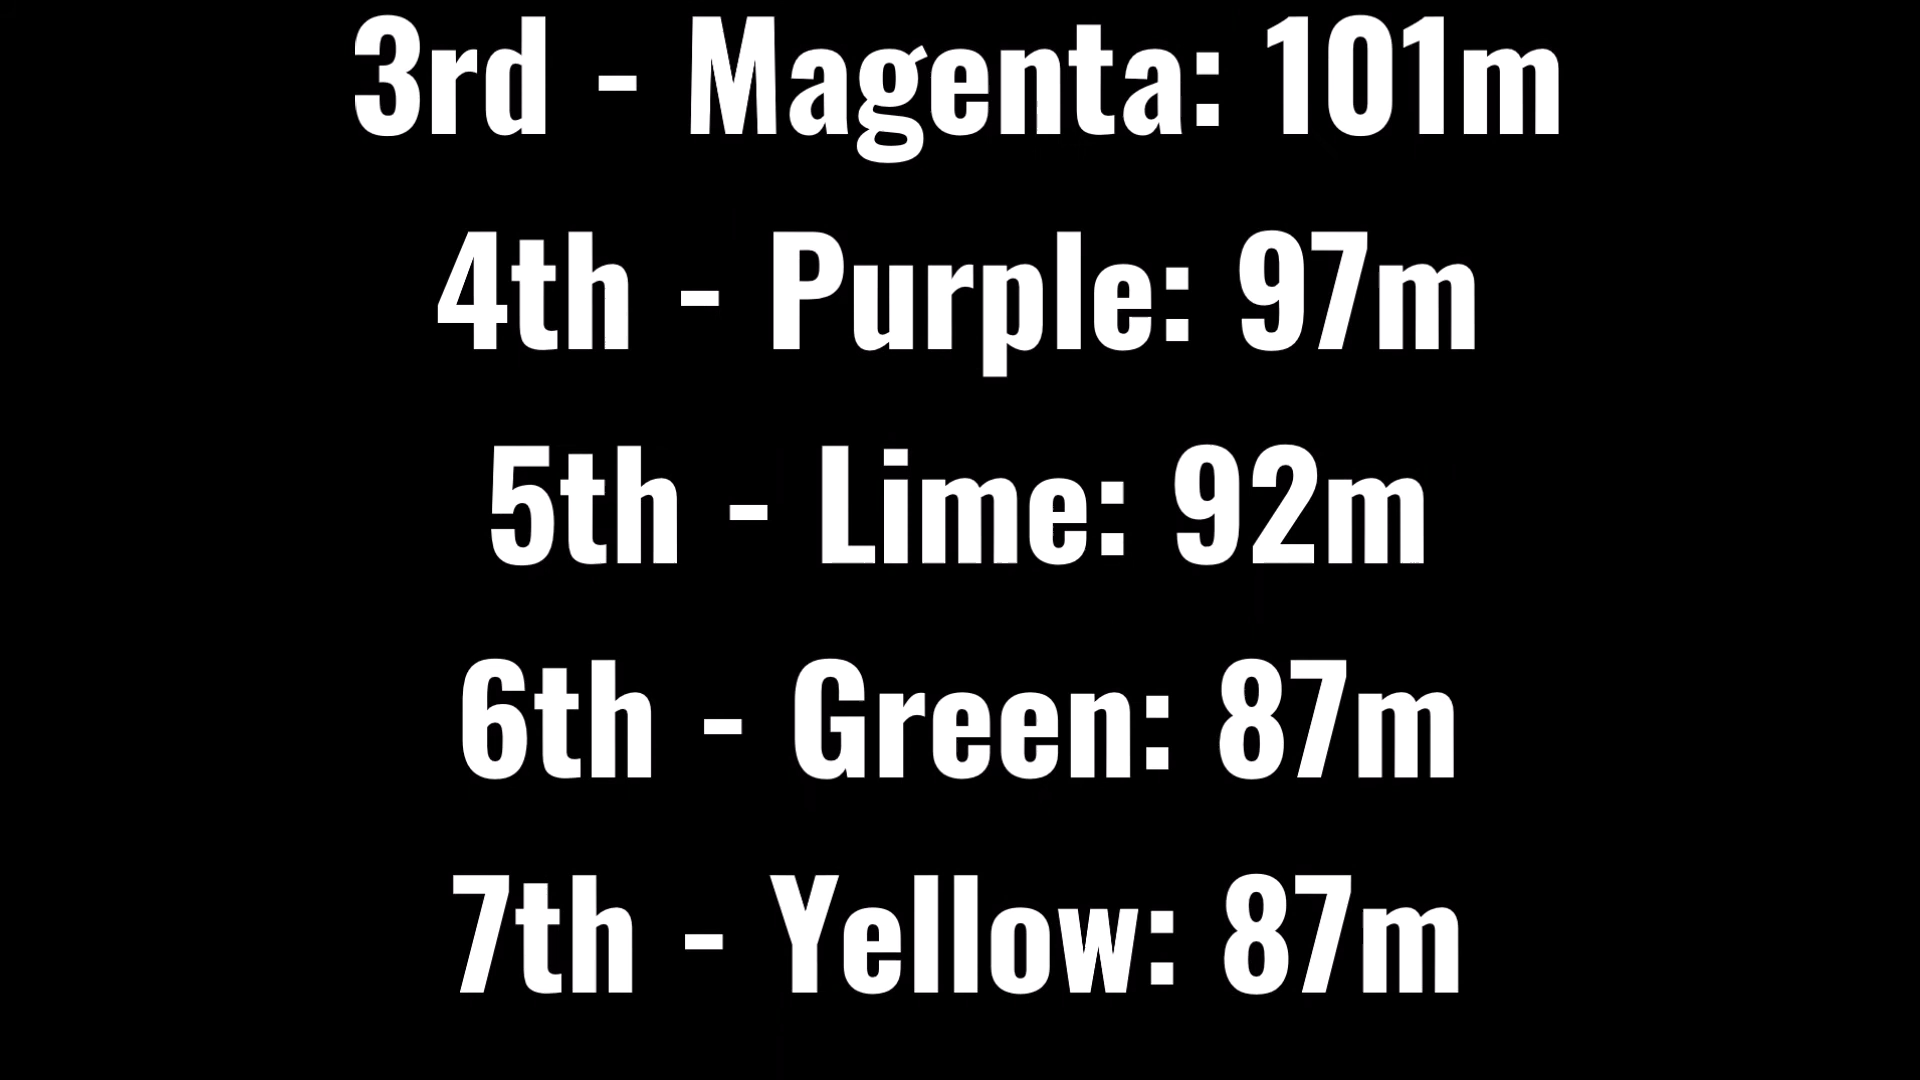 3rd - Magenta: 101m
4th - Purple: 97m
5th - Lime: 92m
6th - Green: 87m
7th - Yellow: 87m